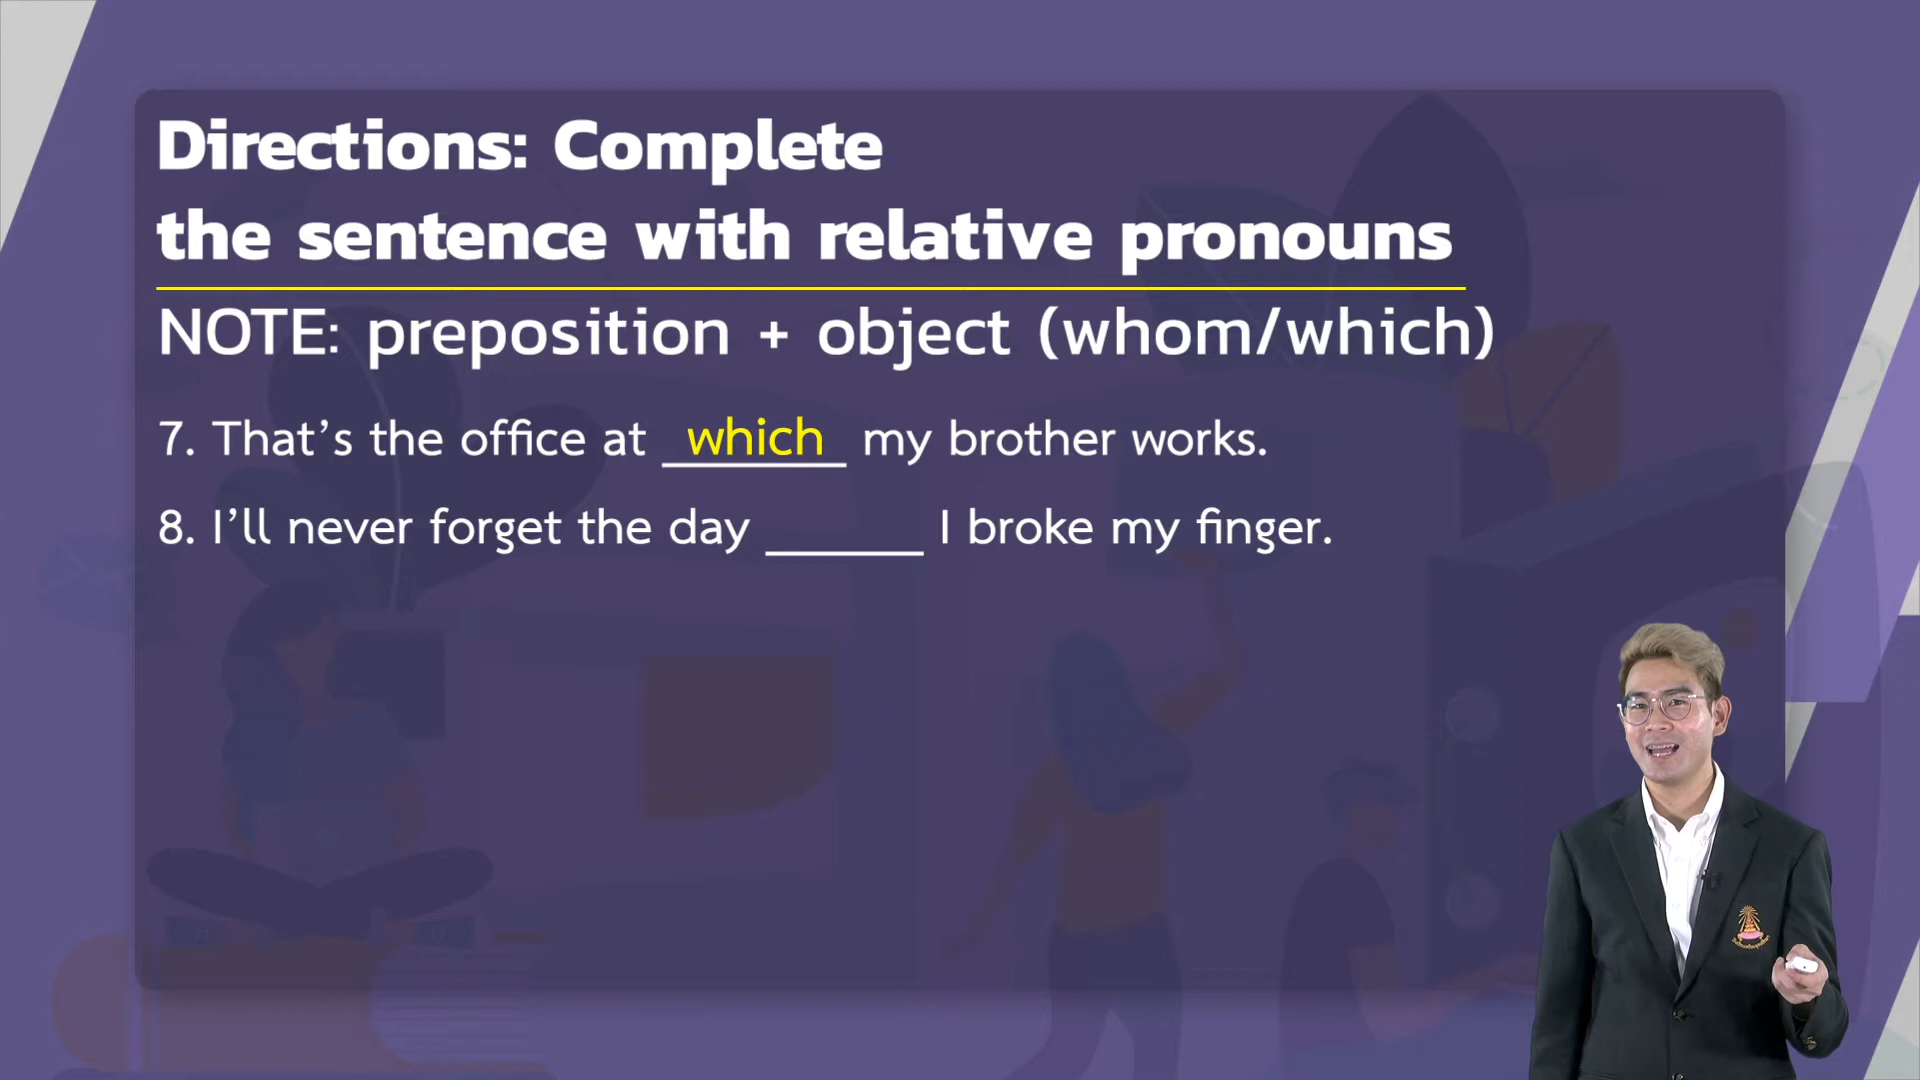 Directions: Complete
the sentence with relative pronouns
NOTE: preposition + object (whom/which)
7. That’s the office at which my brother works.
8. I’ll never forget the day ______ I broke my finger.